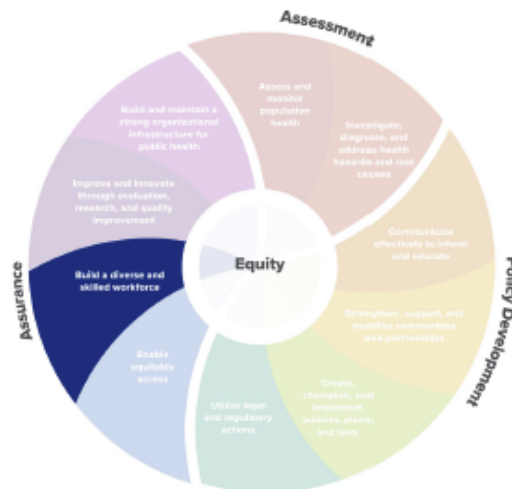 Assessment
Assess and
monitor
population
health
Investigate,
diagnose, and
address health
hazards and root
causes
Policy Development
Communicate
effectively to inform
and educate
Strengthen, support, and
mobilize communities
and partnerships
Create,
champion, and
implement
policies, plans,
and laws
Utilize legal
and regulatory
actions
Assurance
Enable
equitable
access
Build a diverse and
skilled workforce
Improve and innovate
through evaluation,
research, and quality
improvement
Build and maintain a
strong organizational
infrastructure for
public health
Equity